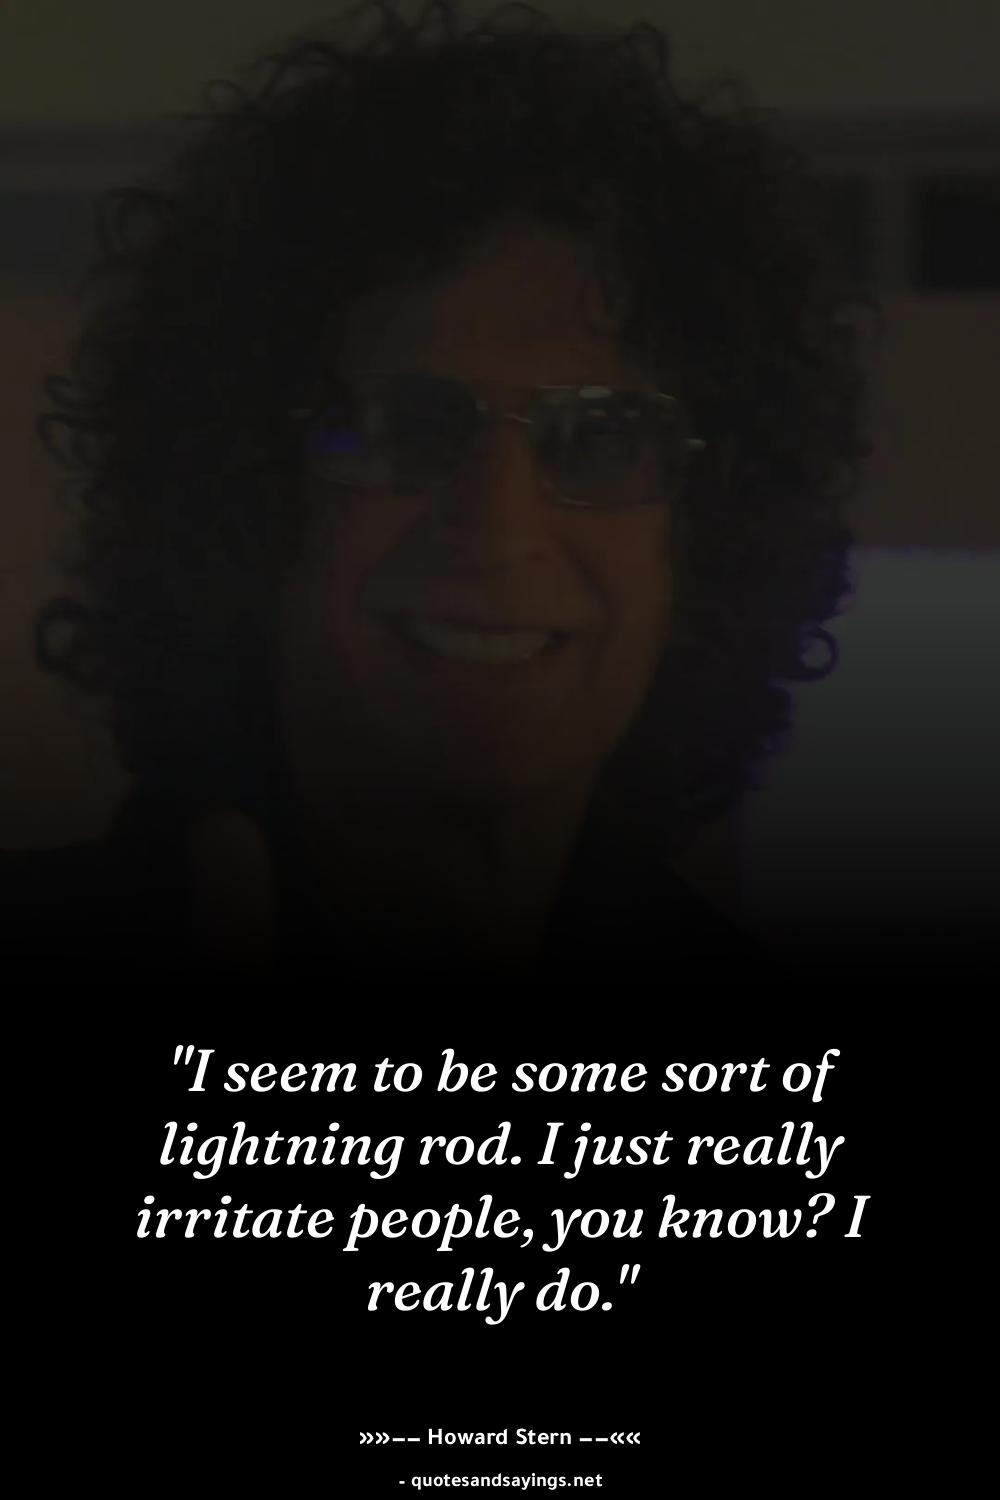 "I seem to be some sort of
lightning rod. I just really
irritate people, you know? I
really do."
»»−− Howard Stern −−««
- quotesandsayings.net